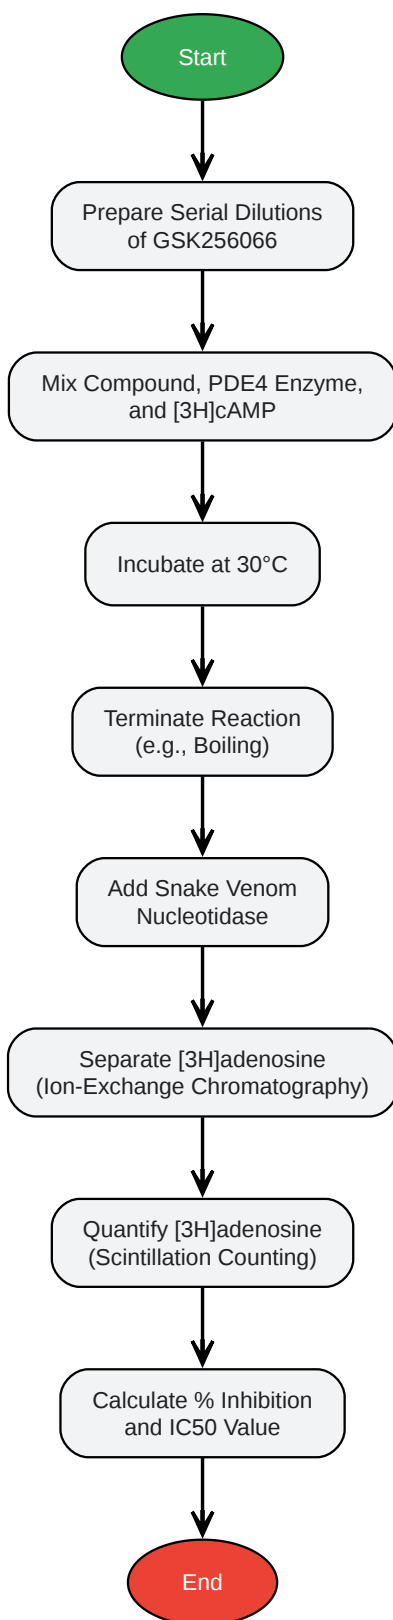 Start
Prepare Serial Dilutions
of GSK256066
Mix Compound, PDE4 Enzyme,
and [3H]cAMP
Incubate at 30°C
Terminate Reaction
(e.g., Boiling)
Add Snake Venom
Nucleotidase
Separate [3H]adenosine
(Ion-Exchange Chromatography)
Quantify [3H]adenosine
(Scintillation Counting)
Calculate % Inhibition
and IC50 Value
End